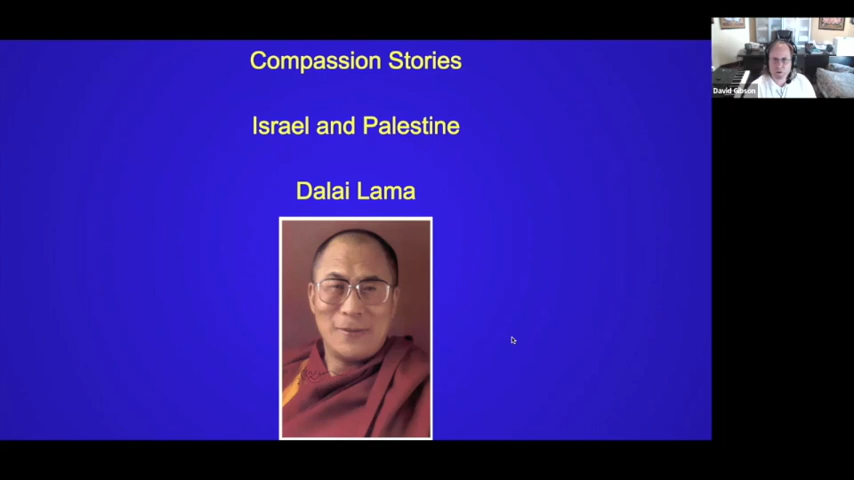 Compassion Stories
Israel and Palestine
Dalai Lama
David Gibson